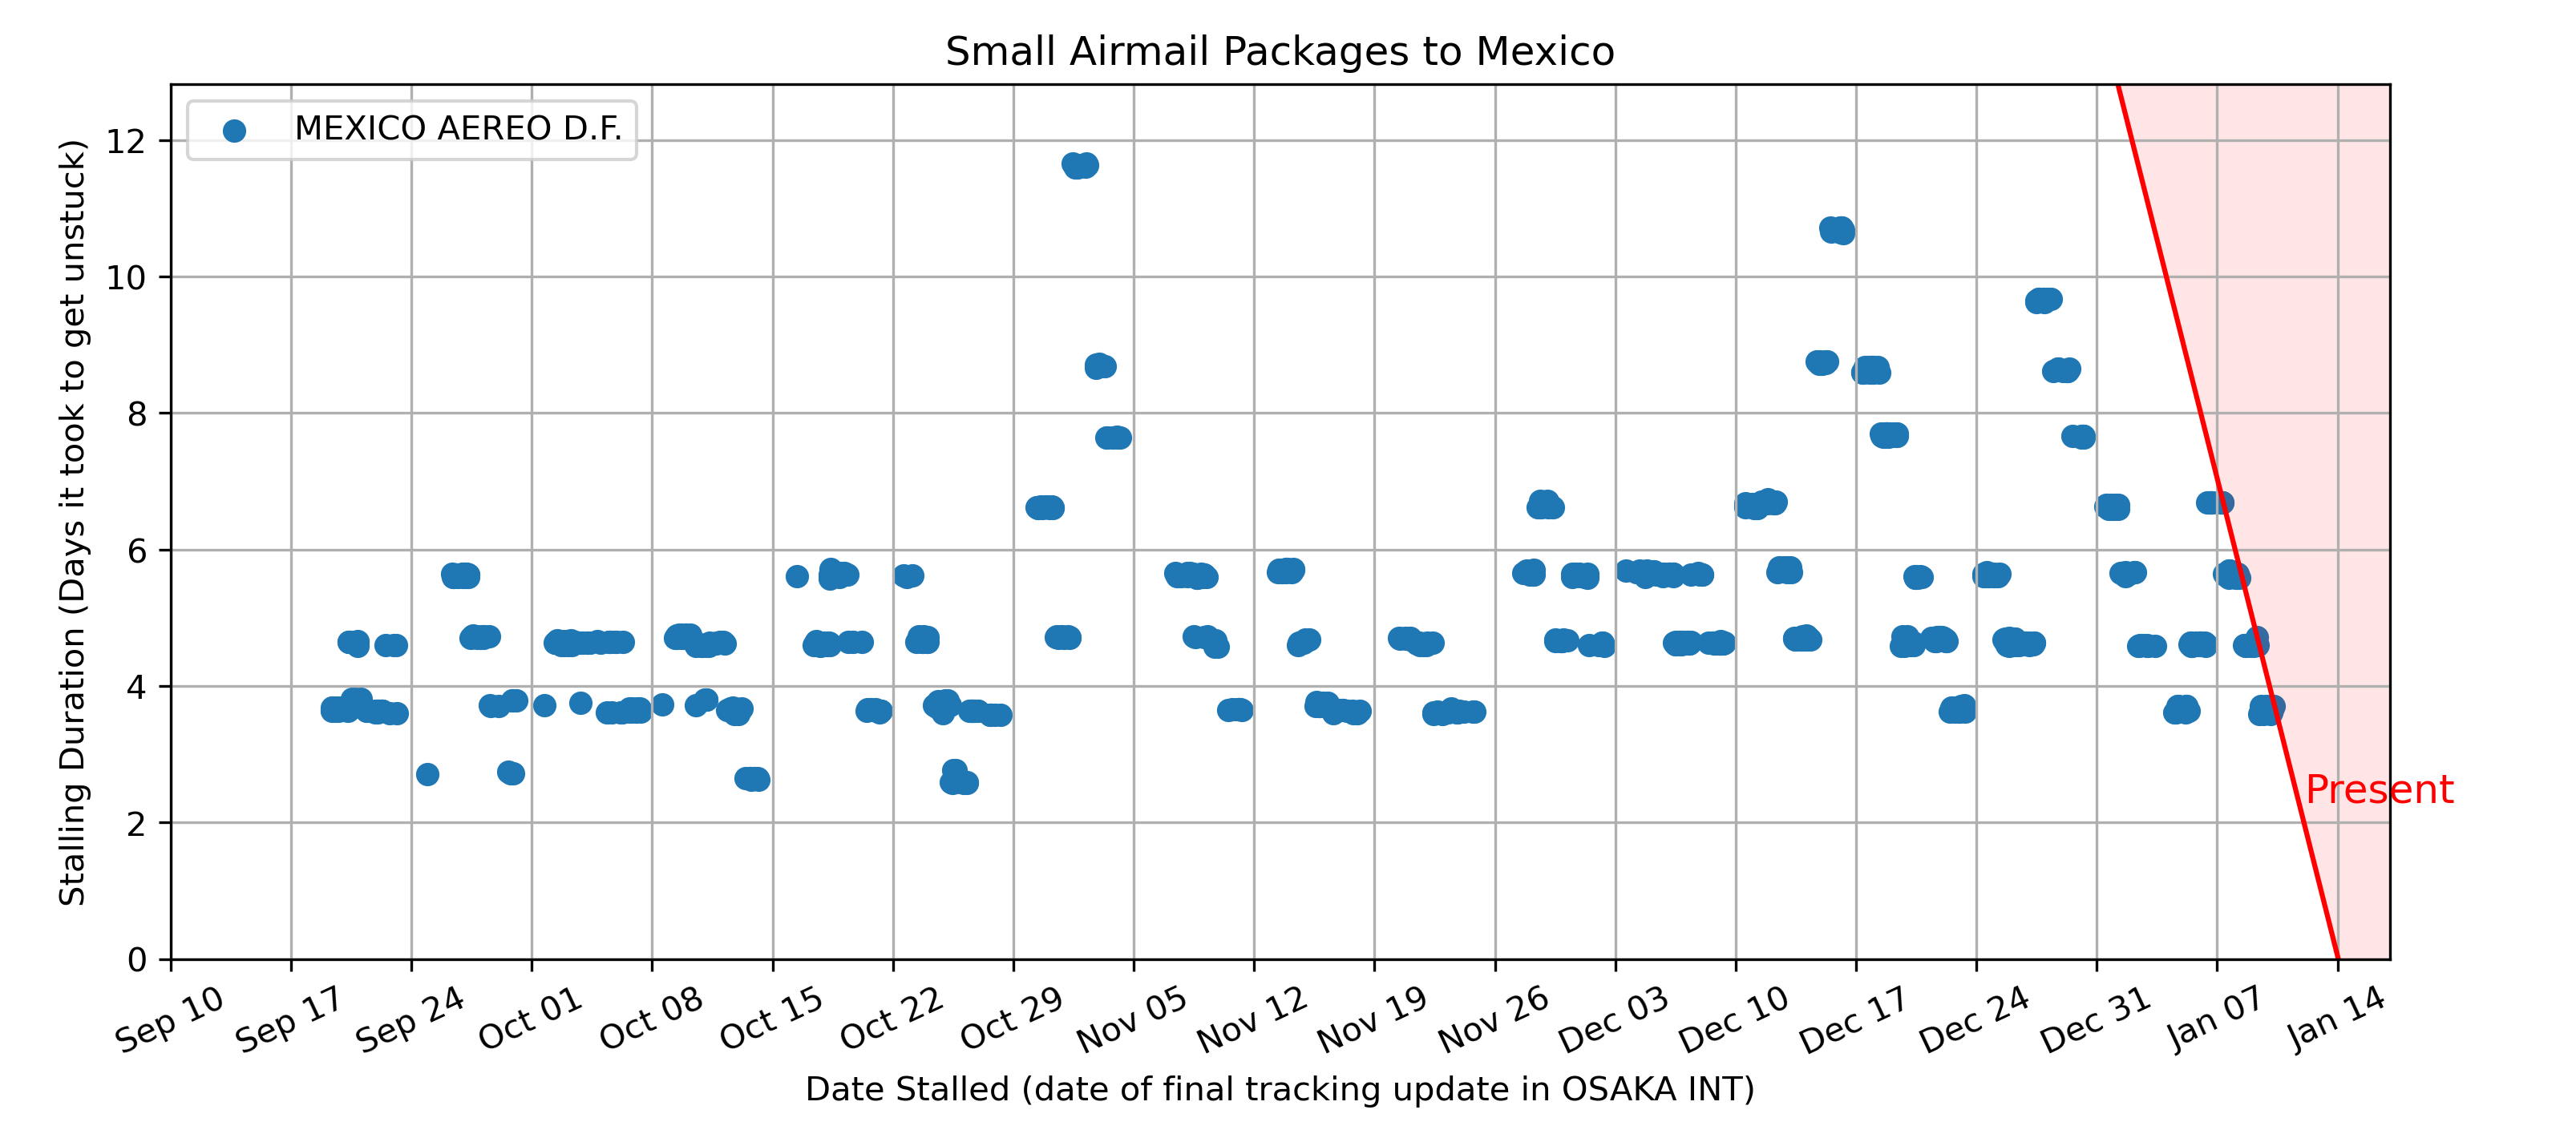 Small Airmail Packages to Mexico
MEXICO AEREO D.F.
Stalling Duration (Days it took to get unstuck)
12
10
8
6
4
2
0
Present
Sep 10
Sep 17
Sep 24
Oct 01
Oct 08
Oct 15
Oct 22
Oct 29
Nov 05
Nov 12
Nov 19
Nov 26
Dec 03
Dec 10
Dec 17
Dec 24
Dec 31
Jan 07
Jan 14
Date Stalled (date of final tracking update in OSAKA INT)